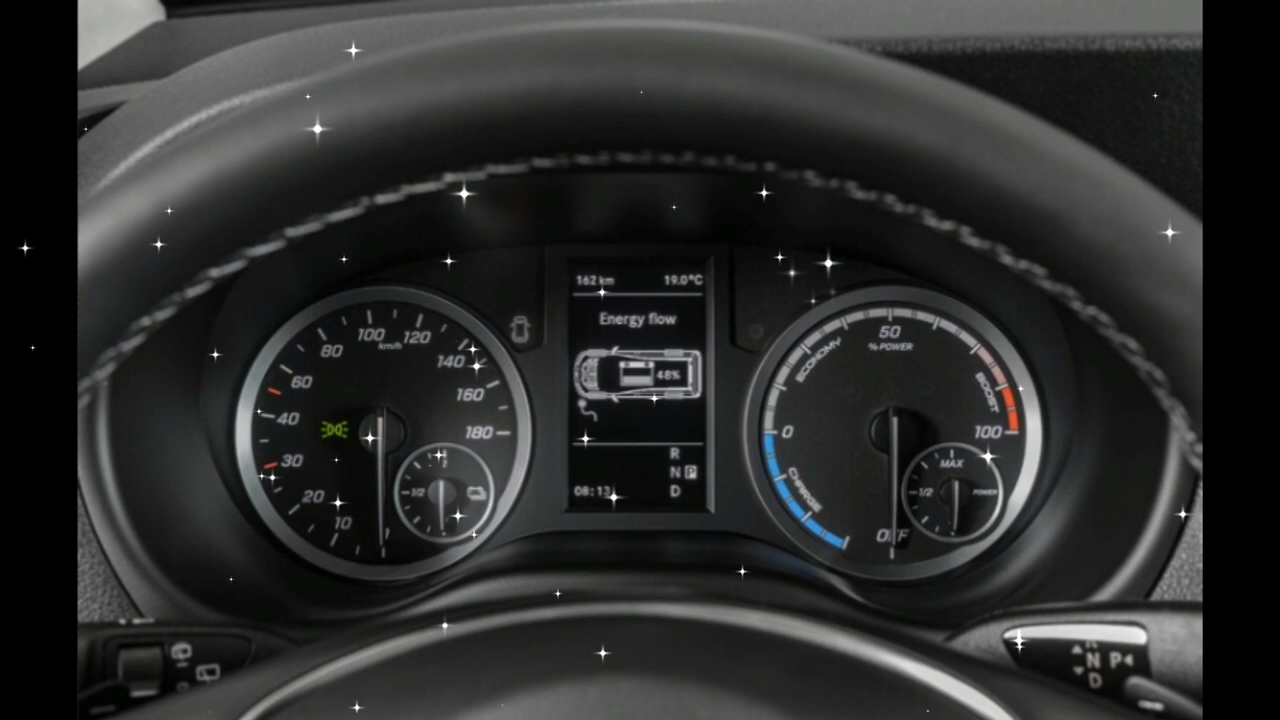 162 km 19.0°C
Energy flow
48%
R
N P
D
08:13
10
20
30
40
60
80
100
120
140
160
180
km/h
1/2
50
% POWER
ECONOMY
BOOST
0
100
CHARGE
OFF
MAX
1/2
POWER
N P
D